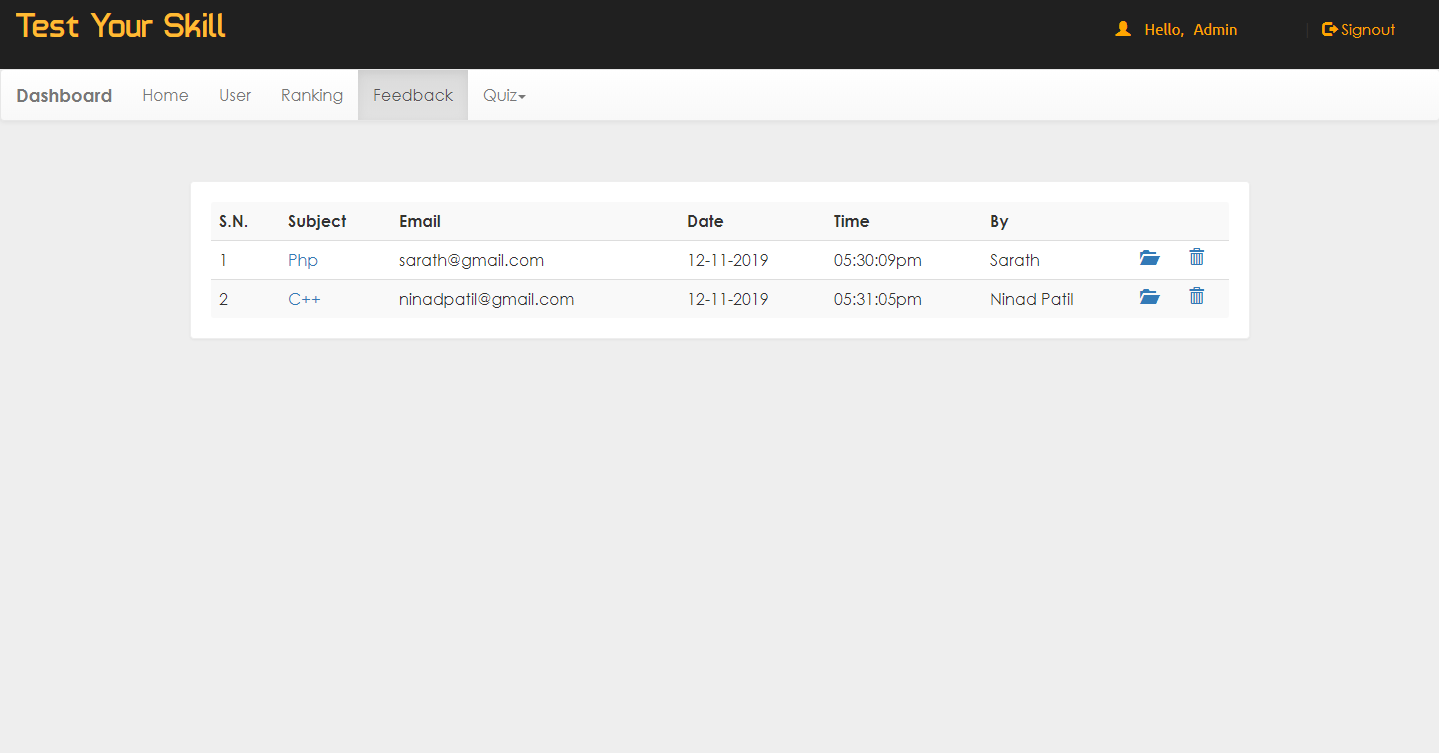 Test Your Skill
Hello, Admin
Signout
Dashboard Home User Ranking Feedback Quiz
S.N. Subject Email Date Time By
1 Php sarath@gmail.com 12-11-2019 05:30:09pm Sarath
2 C++ ninadpatil@gmail.com 12-11-2019 05:31:05pm Ninad Patil